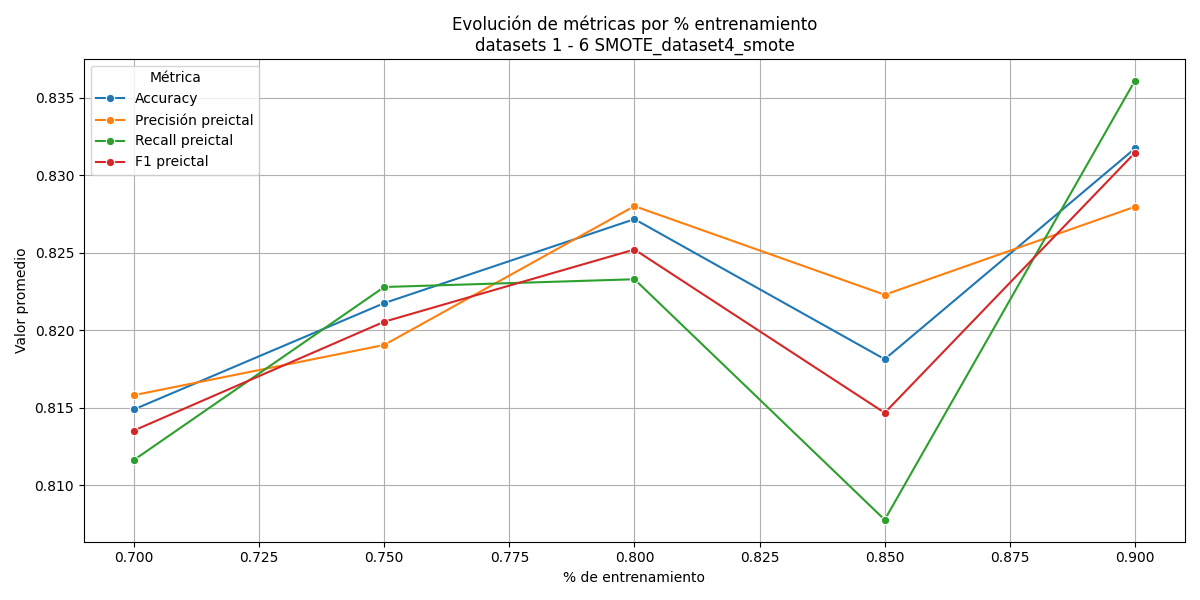 Evolución de métricas por % entrenamiento
datasets 1 - 6 SMOTE_dataset4_smote
Métrica
Accuracy
Precisión preictal
Recall preictal
F1 preictal
Valor promedio
0.835
0.830
0.825
0.820
0.815
0.810
0.700 0.725 0.750 0.775 0.800 0.825 0.850 0.875 0.900
% de entrenamiento